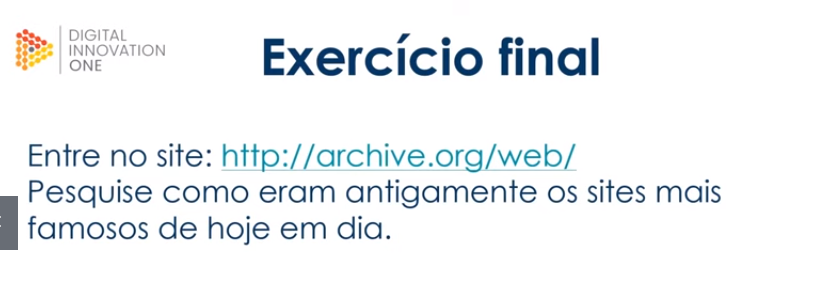 DIGITAL
INNOVATION
ONE
Exercício final
Entre no site: http://archive.org/web/
Pesquise como eram antigamente os sites mais
famosos de hoje em dia.